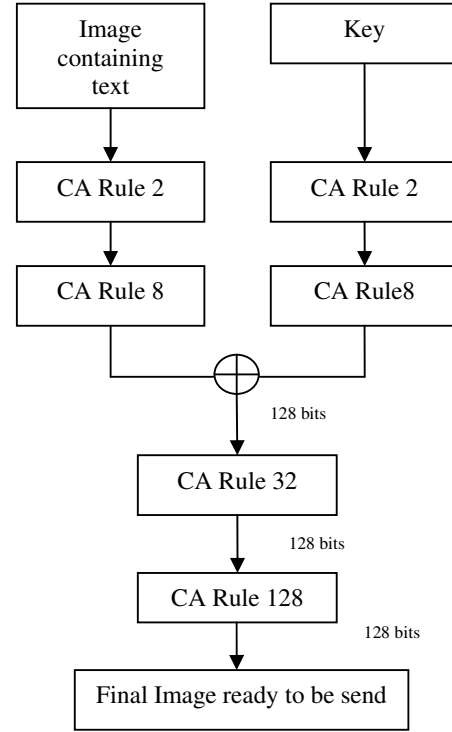 Image
containing
text
Key
CA Rule 2
CA Rule 2
CA Rule 8
CA Rule8
128 bits
CA Rule 32
128 bits
CA Rule 128
128 bits
Final Image ready to be send